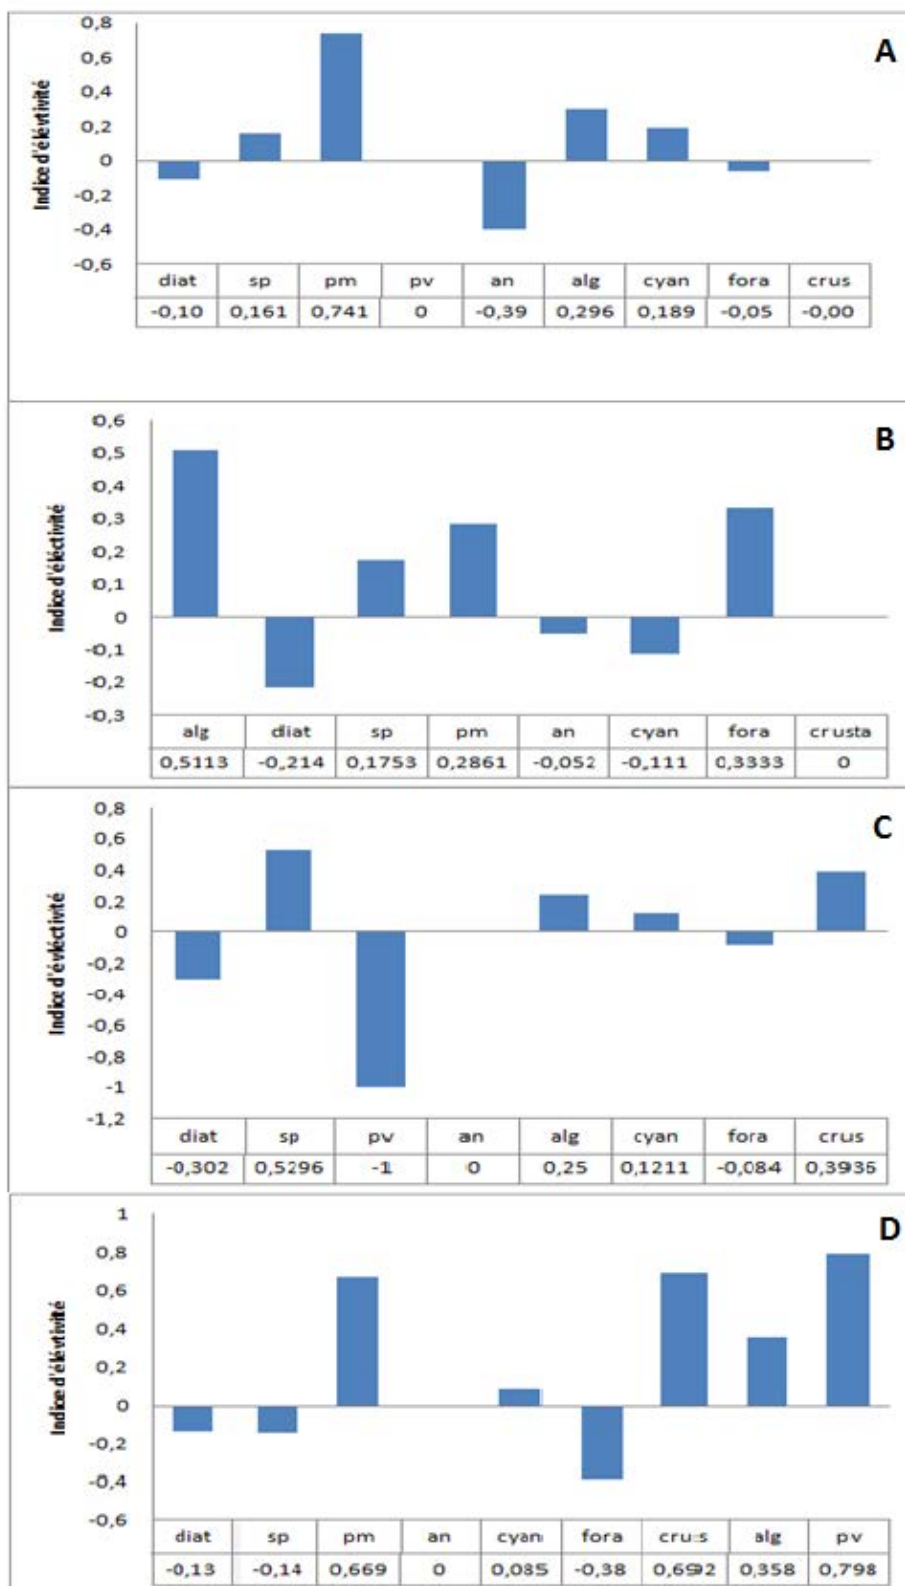 A
Indice d'élévtivité
0,8
0,6
0,4
0,2
0
-0,2
-0,4
-0,6
diat sp pm pv an alg cyan fora crus
-0,10 0,161 0,741 0 -0,39 0,296 0,189 -0,05 -0,00
B
Indice d'éléctivité
0,6
0,5
0,4
0,3
0,2
0,1
0
-0,1
-0,2
-0,3
alg diat sp pm an cyan fora crusta
0,5113 -0,214 0,1753 0,2861 -0,052 -0,111 0,3333 0
C
Indice d'évléctivité
0,8
0,6
0,4
0,2
0
-0,2
-0,4
-0,6
-0,8
-1
-1,2
diat sp pv an alg cyan fora crus
-0,302 0,5296 -1 0 0,25 0,1211 -0,084 0,3936
D
Indice d'élévtivité
1
0,8
0,6
0,4
0,2
0
-0,2
-0,4
-0,6
diat sp pm an cyan fora crus alg pv
-0,13 -0,14 0,669 0 0,085 -0,38 0,692 0,358 0,798